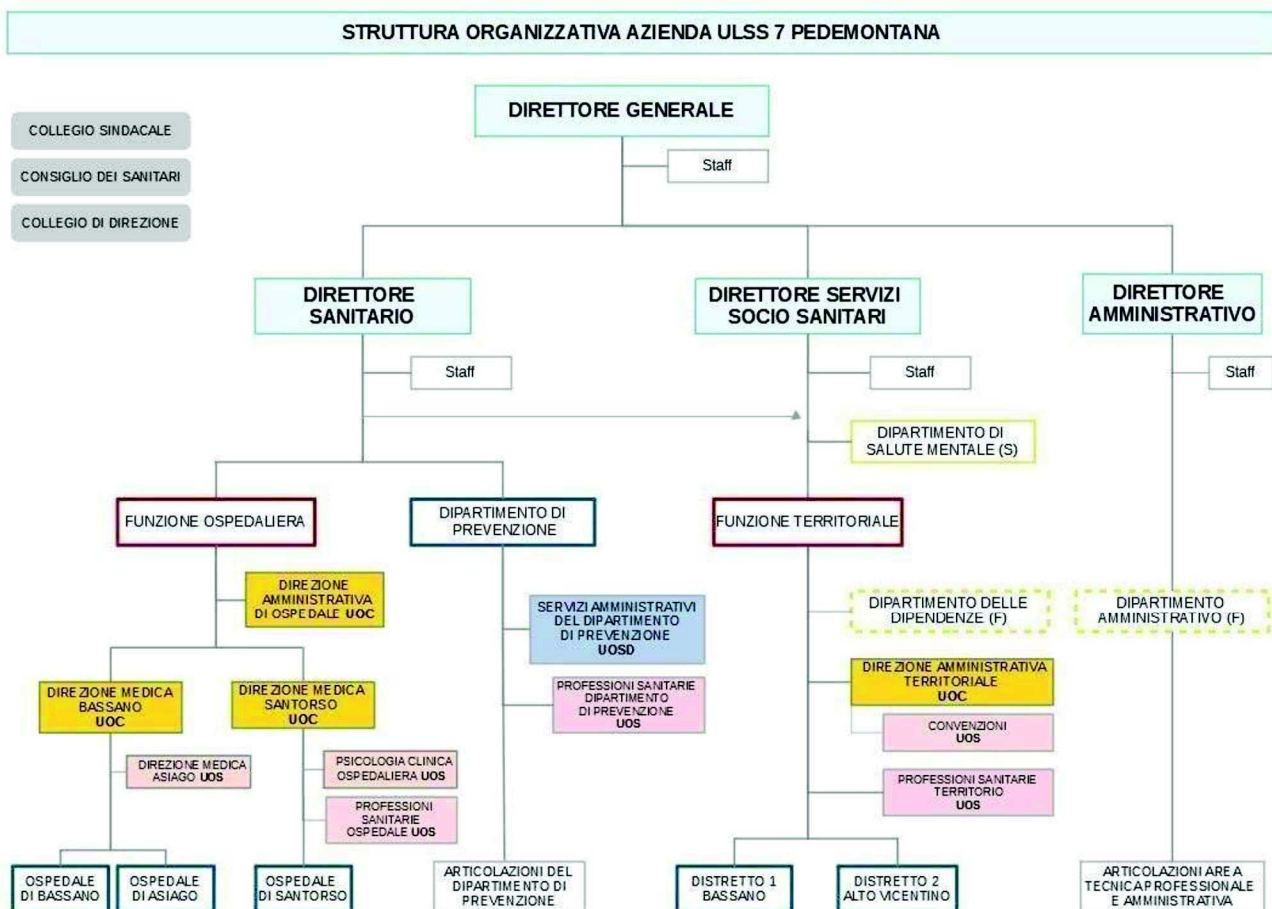 STRUTTURA ORGANIZZATIVA AZIENDA ULSS 7 PEDEMONTANA
DIRETTORE GENERALE
COLLEGIO SINDACALE
CONSIGLIO DEI SANITARI
COLLEGIO DI DIREZIONE
Staff
DIRETTORE
SANITARIO
DIRETTORE SERVIZI
SOCIO SANITARI
DIRETTORE
AMMINISTRATIVO
Staff
Staff
Staff
DIPARTIMENTO DI
SALUTE MENTALE (S)
FUNZIONE OSPEDALIERA
DIPARTIMENTO DI
PREVENZIONE
FUNZIONE TERRITORIALE
DIREZIONE
AMMINISTRATIVA
DI OSPEDALE UOC
SERVIZI AMMINISTRATIVI
DEL DIPARTIMENTO
DI PREVENZIONE
UOSD
DIPARTIMENTO DELLE
DIPENDENZE (F)
DIPARTIMENTO
AMMINISTRATIVO (F)
DIREZIONE MEDICA
BASSANO
UOC
DIREZIONE MEDICA
SANTORSO
UOC
PROFESSIONI SANITARIE
DIPARTIMENTO
DI PREVENZIONE
UOS
DIREZIONE AMMINISTRATIVA
TERRITORIALE
UOC
CONVENZIONI
UOS
DIREZIONE MEDICA
ASIAGO UOS
PSICOLOGIA CLINICA
OSPEDALIERA UOS
PROFESSIONI SANITARIE
TERRITORIO
UOS
PROFESSIONI
SANITARIE
OSPEDALE UOS
OSPEDALE
DI BASSANO
OSPEDALE
DI ASIAGO
OSPEDALE
DI SANTORSO
ARTICOLAZIONI DEL
DIPARTIMENTO DI
PREVENZIONE
DISTRETTO 1
BASSANO
DISTRETTO 2
ALTO VICENTINO
ARTICOLAZIONI AREA
TECNICA PROFESSIONALE
E AMMINISTRATIVA